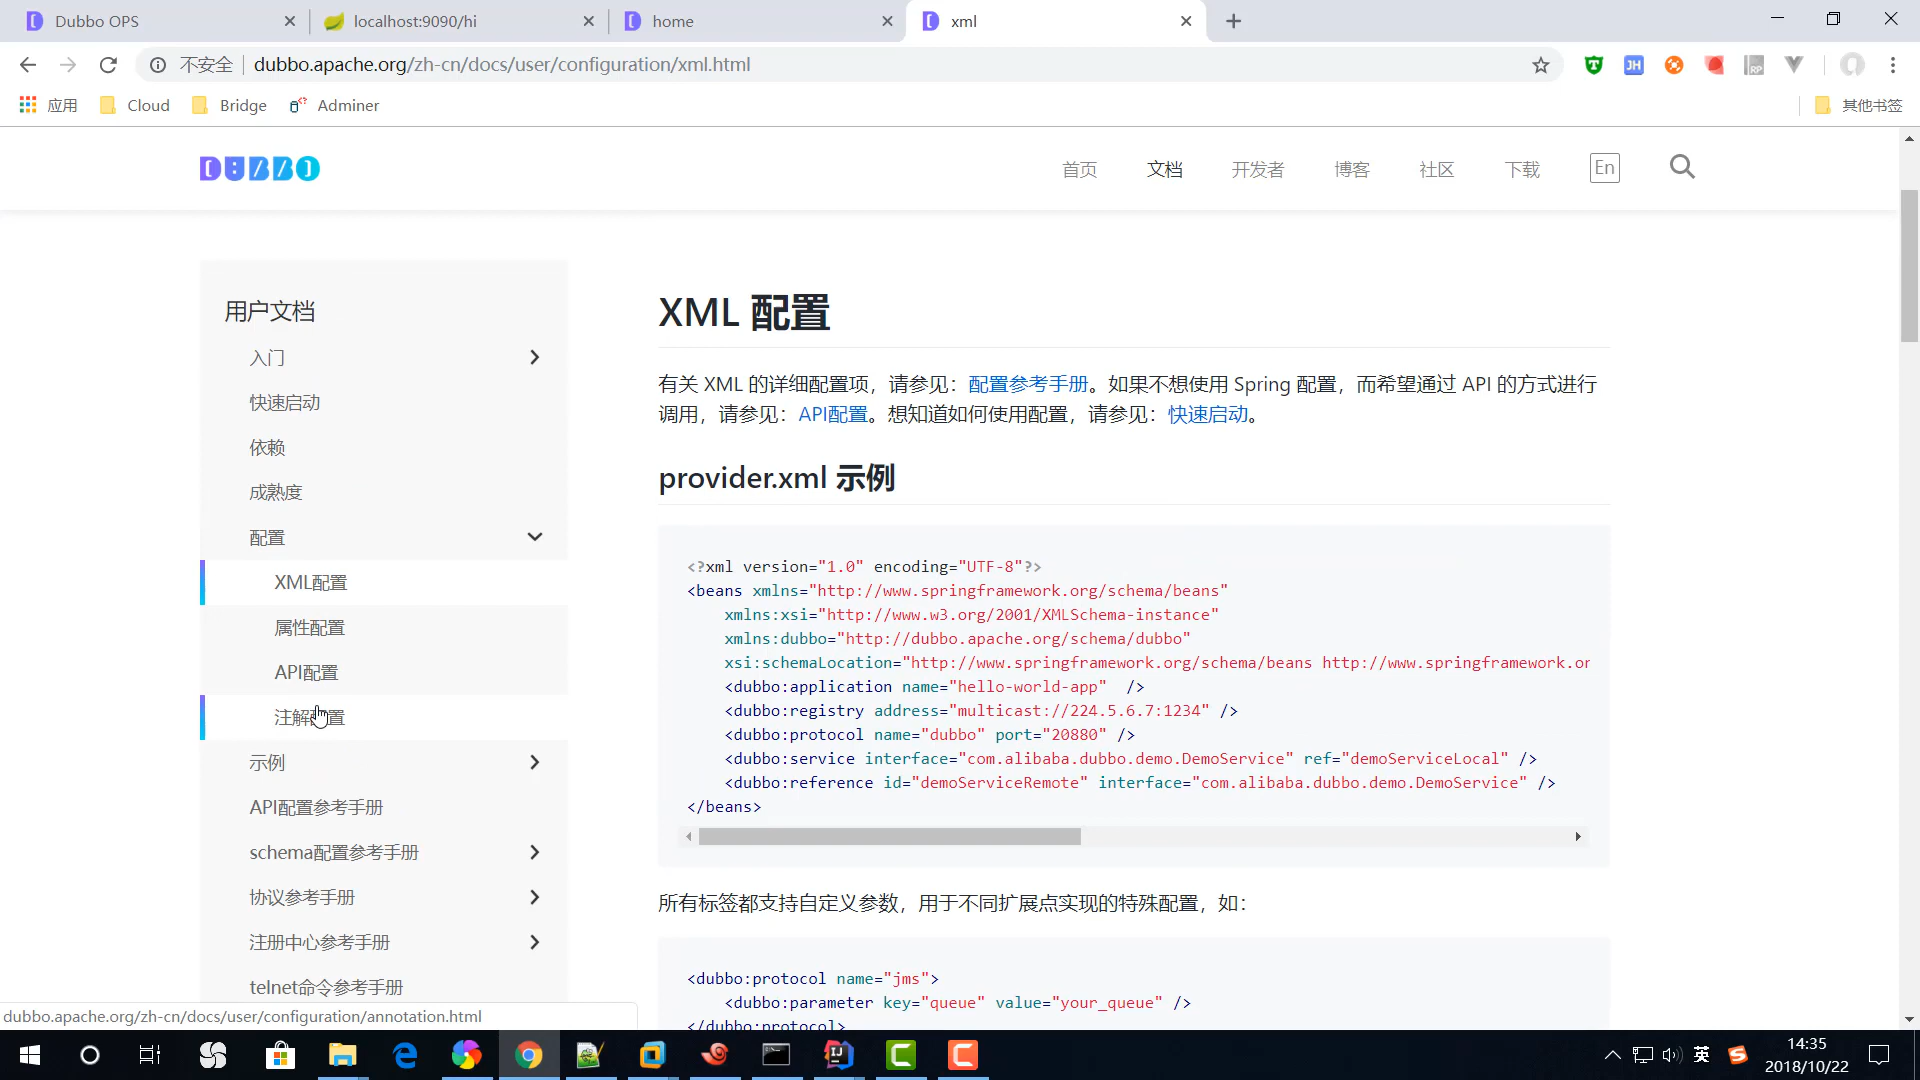 Dubbo OPS
localhost:9090/hi
home
xml
不安全
dubbo.apache.org/zh-cn/docs/user/configuration/xml.html
应用
Cloud
Bridge
Adminer
其他书签
DUBBO
首页
文档
开发者
博客
社区
下载
En
用户文档
入门
快速启动
依赖
成熟度
配置
XML配置
属性配置
API配置
注解配置
示例
API配置参考手册
schema配置参考手册
协议参考手册
注册中心参考手册
telnet命令参考手册
XML 配置
有关 XML 的详细配置项，请参见：配置参考手册。如果不想使用 Spring 配置，而希望通过 API 的方式进行
调用，请参见：API配置。想知道如何使用配置，请参见：快速启动。
provider.xml 示例
<?xml version="1.0" encoding="UTF-8"?>
<beans xmlns="http://www.springframework.org/schema/beans"
xmlns:xsi="http://www.w3.org/2001/XMLSchema-instance"
xmlns:dubbo="http://dubbo.apache.org/schema/dubbo"
xsi:schemaLocation="http://www.springframework.org/schema/beans http://www.springframework.or
<dubbo:application name="hello-world-app"  />
<dubbo:registry address="multicast://224.5.6.7:1234" />
<dubbo:protocol name="dubbo" port="20880" />
<dubbo:service interface="com.alibaba.dubbo.demo.DemoService" ref="demoServiceLocal" />
<dubbo:reference id="demoServiceRemote" interface="com.alibaba.dubbo.demo.DemoService" />
</beans>
所有标签都支持自定义参数，用于不同扩展点实现的特殊配置，如：
<dubbo:protocol name="jms">
<dubbo:parameter key="queue" value="your_queue" />
</dubbo:protocol>
dubbo.apache.org/zh-cn/docs/user/configuration/annotation.html
英
14:35
2018/10/22